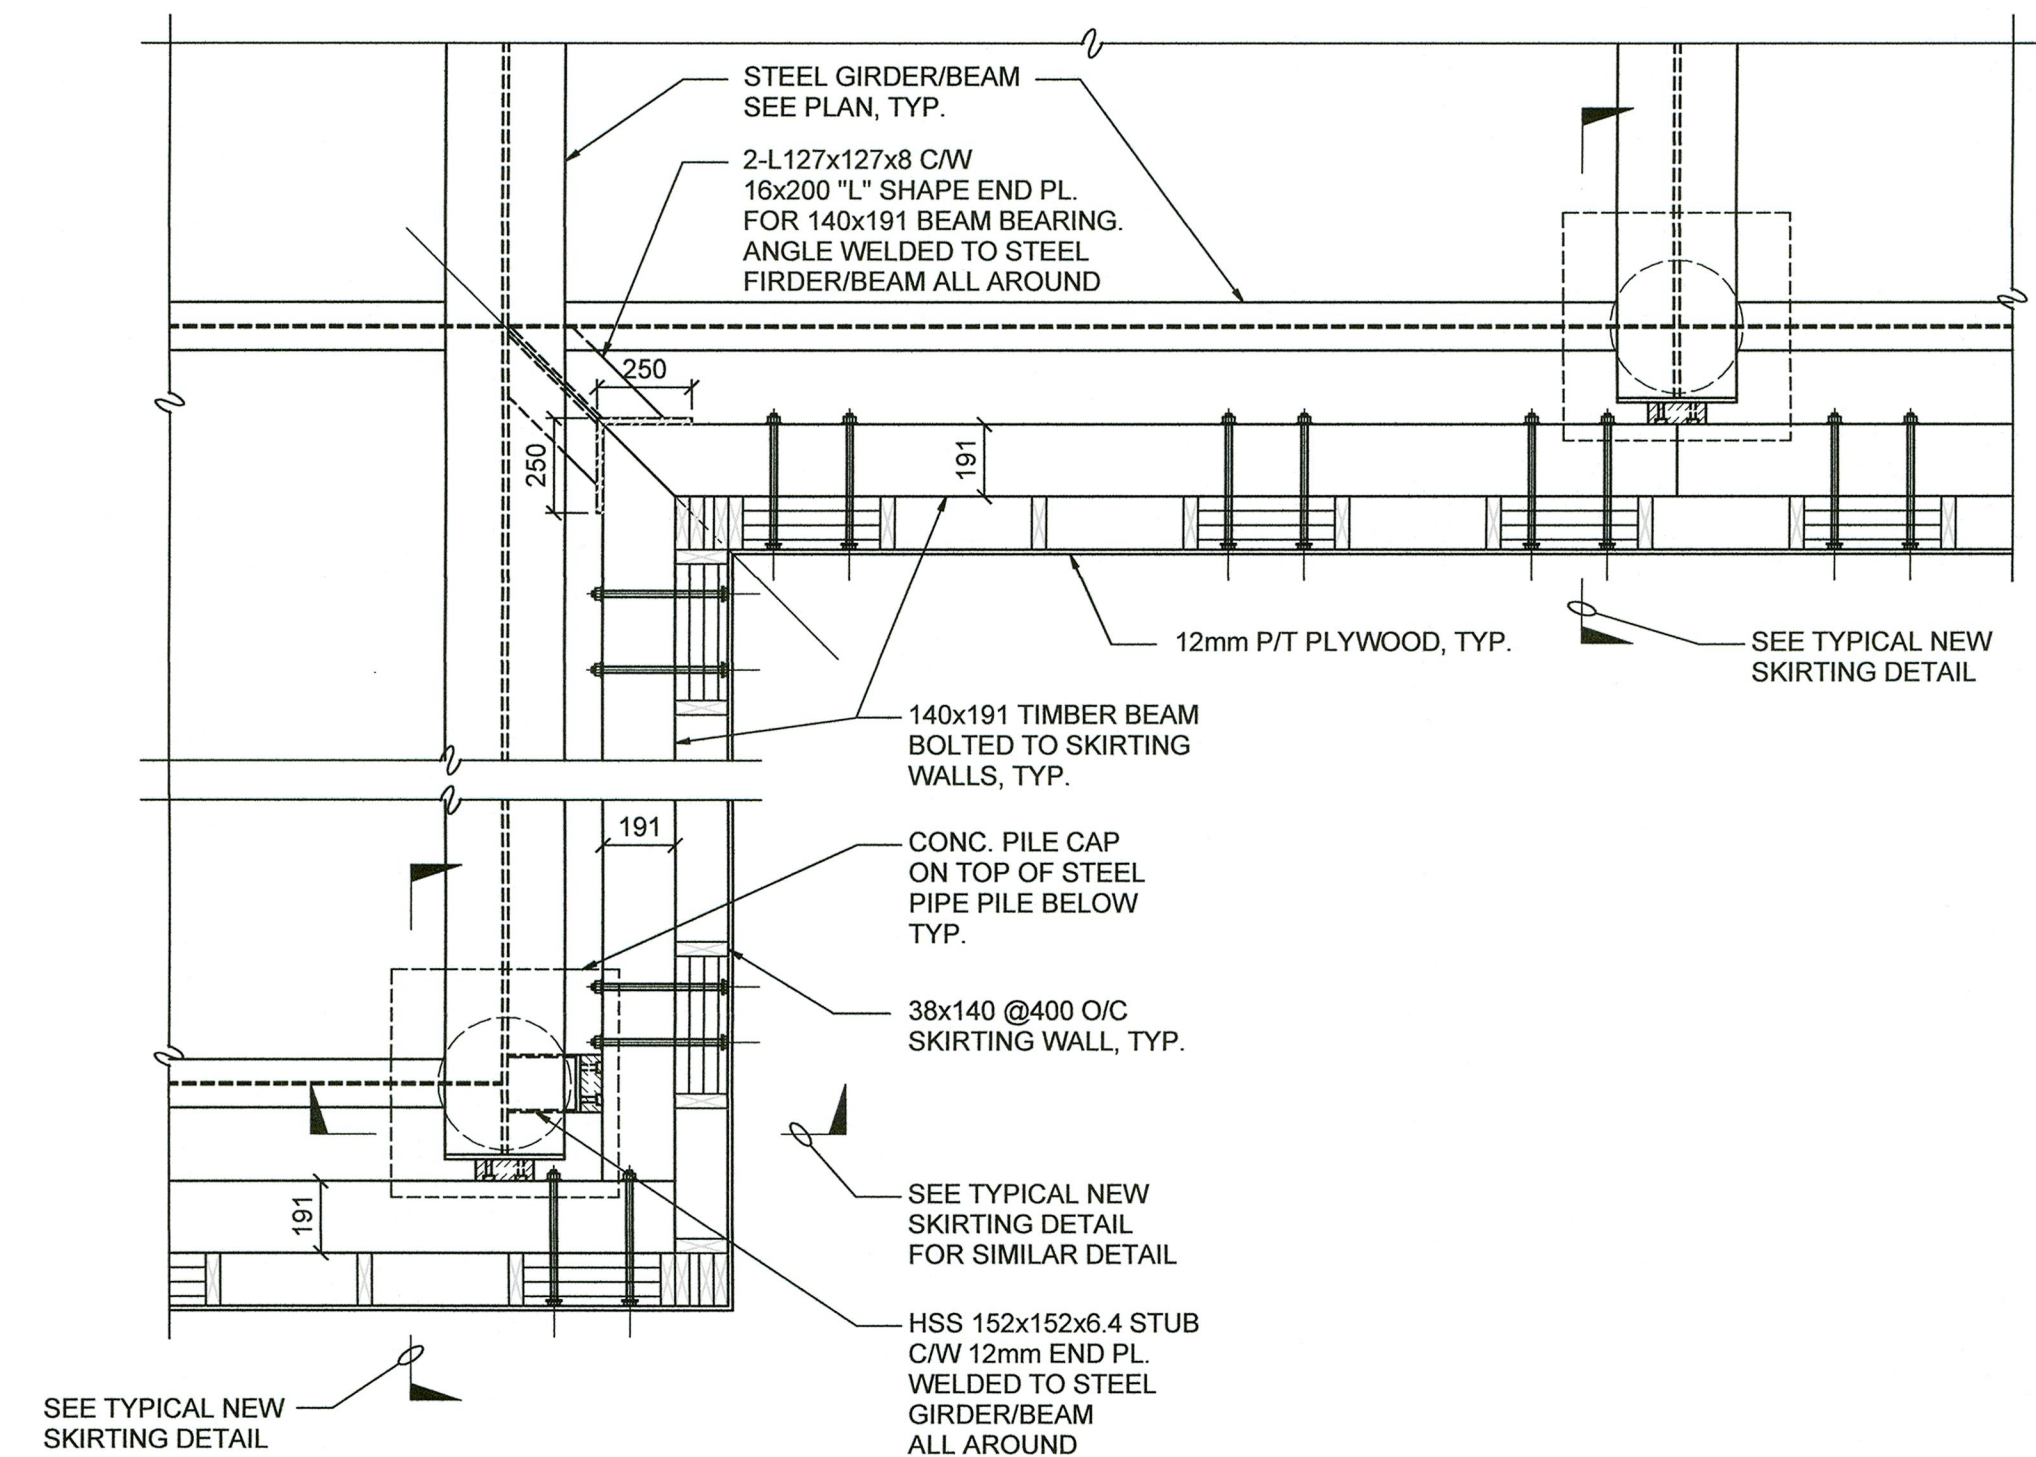 STEEL GIRDER/BEAM
SEE PLAN, TYP.
2-L127x127x8 C/W
16x200 "L" SHAPE END PL.
FOR 140x191 BEAM BEARING.
ANGLE WELDED TO STEEL
FIRDER/BEAM ALL AROUND
250
250
191
12mm P/T PLYWOOD, TYP.
SEE TYPICAL NEW
SKIRTING DETAIL
140x191 TIMBER BEAM
BOLTED TO SKIRTING
WALLS, TYP.
191
CONC. PILE CAP
ON TOP OF STEEL
PIPE PILE BELOW
TYP.
38x140 @400 O/C
SKIRTING WALL, TYP.
191
SEE TYPICAL NEW
SKIRTING DETAIL
FOR SIMILAR DETAIL
HSS 152x152x6.4 STUB
C/W 12mm END PL.
WELDED TO STEEL
GIRDER/BEAM
ALL AROUND
SEE TYPICAL NEW
SKIRTING DETAIL